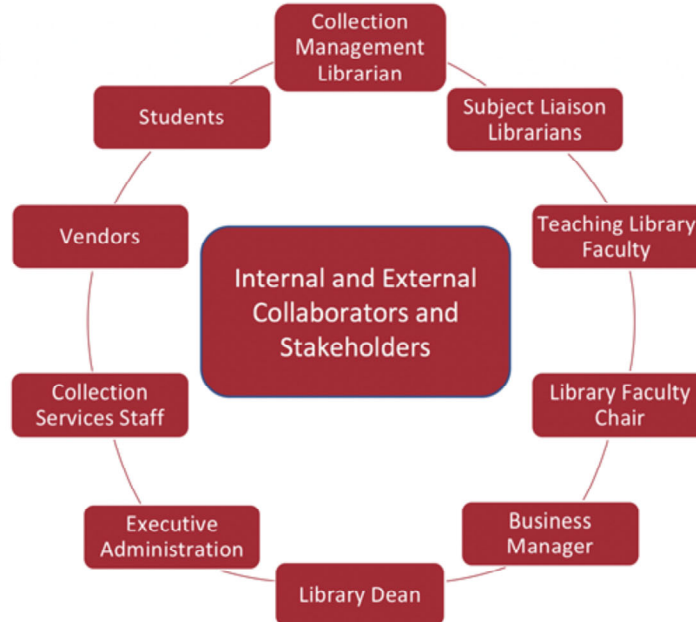 Collection
Management
Librarian
Subject Liaison
Librarians
Teaching Library
Faculty
Library Faculty
Chair
Business
Manager
Library Dean
Executive
Administration
Collection
Services Staff
Vendors
Students
Internal and External
Collaborators and
Stakeholders